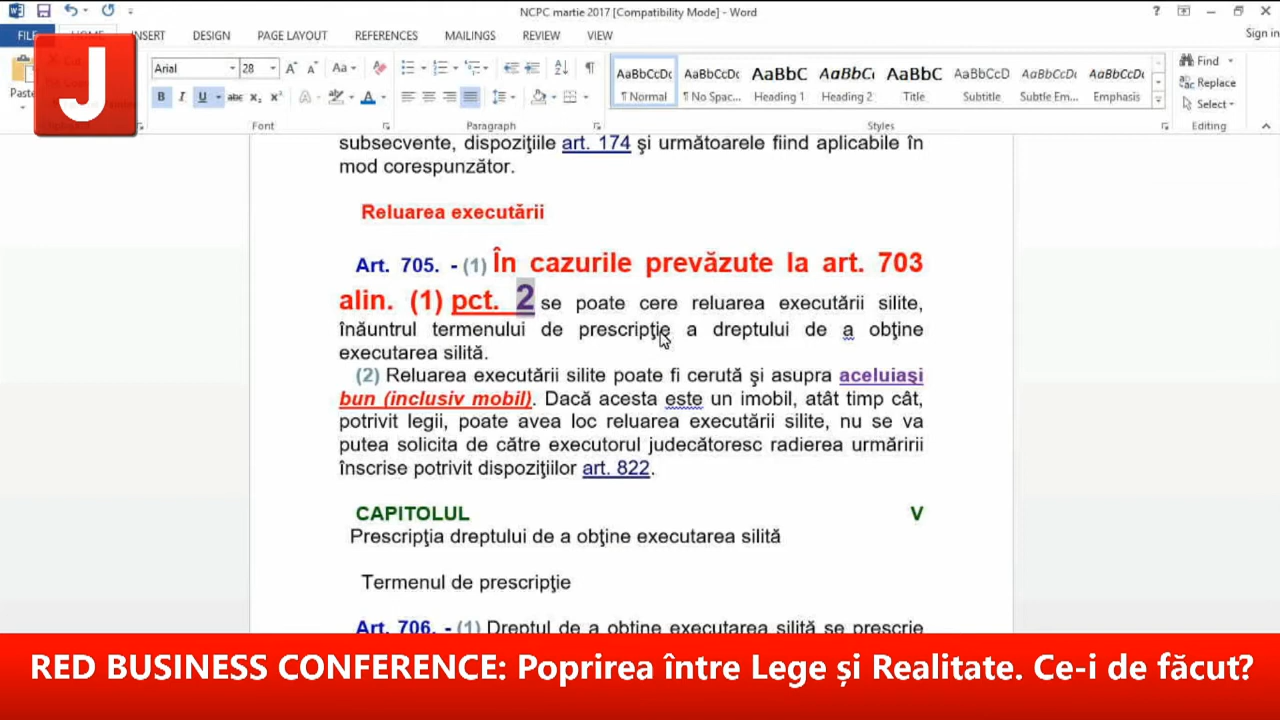 NCPC martie 2017 [Compatibility Mode] - Word
Sign in
FILE INSERT DESIGN PAGE LAYOUT REFERENCES MAILINGS REVIEW VIEW
J
Arial 28 Aa
Find
Replace
Select
B I U abc X₂ X² A A
AaBbCcDc AaBbCcDc AaBbC AaBbCc AaBbC AaBbCcD AaBbCcDc AaBbCcDc
¶ Normal ¶ No Spac... Heading 1 Heading 2 Title Subtitle Subtle Em... Emphasis
Font Paragraph Styles Editing
subsecvente, dispoziţiile art. 174 şi următoarele fiind aplicabile în
mod corespunzător.
Reluarea executării
Art. 705. - (1) În cazurile prevăzute la art. 703
alin. (1) pct. 2 se poate cere reluarea executării silite,
înăuntrul termenului de prescripţie a dreptului de a obţine
executarea silită.
(2) Reluarea executării silite poate fi cerută şi asupra aceluiaşi
bun (inclusiv mobil). Dacă acesta este un imobil, atât timp cât,
potrivit legii, poate avea loc reluarea executării silite, nu se va
putea solicita de către executorul judecătoresc radierea urmăririi
înscrise potrivit dispoziţiilor art. 822.
CAPITOLUL V
Prescripţia dreptului de a obţine executarea silită
Termenul de prescripţie
Art. 706. - (1) Dreptul de a obţine executarea silită se prescrie
RED BUSINESS CONFERENCE: Poprirea între Lege și Realitate. Ce-i de făcut?